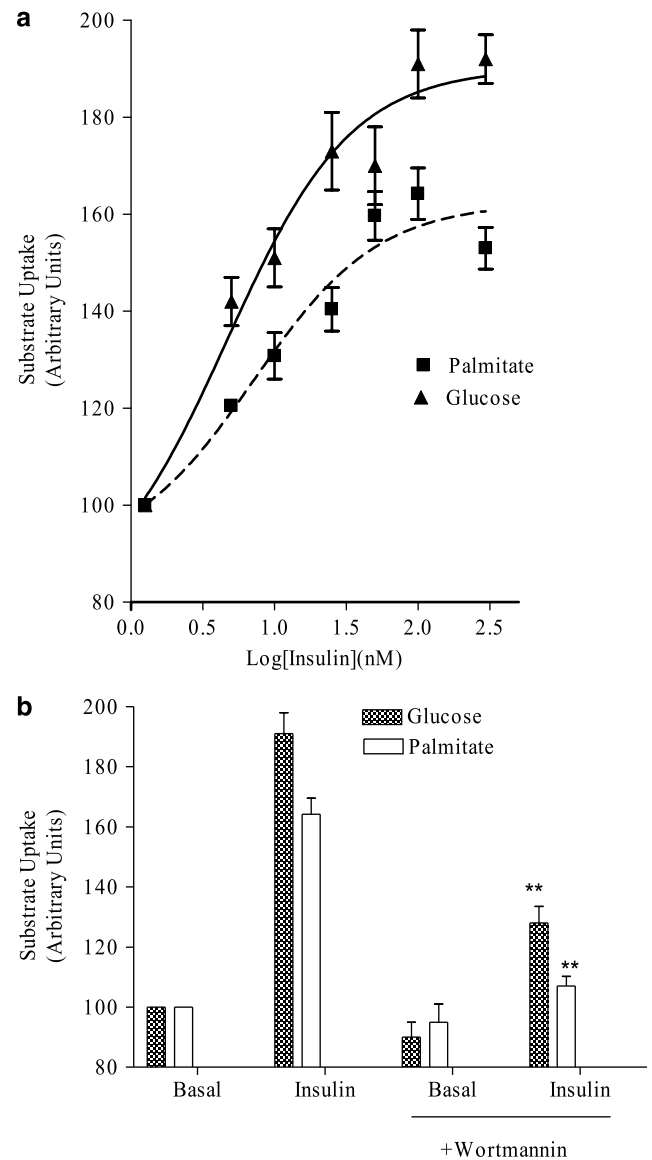 a
200
180
160
140
120
100
80
Substrate Uptake
(Arbitrary Units)
Palmitate
Glucose
0.0 0.5 1.0 1.5 2.0 2.5
Log[Insulin](nM)
b
200
180
160
140
120
100
80
Substrate Uptake
(Arbitrary Units)
Glucose
Palmitate
**
**
Basal Insulin Basal Insulin
+Wortmannin